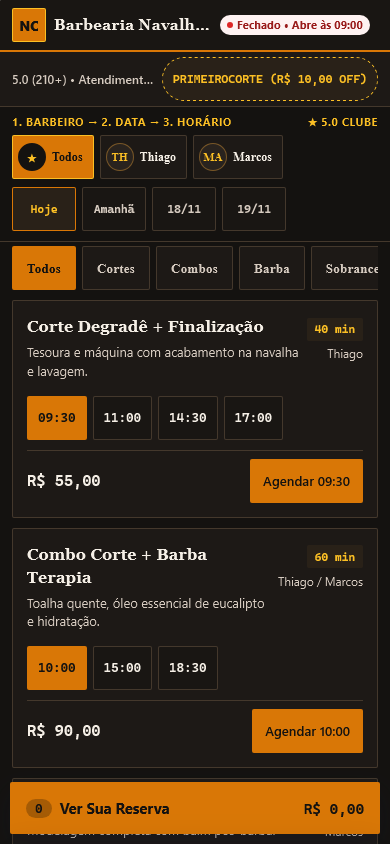 NC Barbearia Navalh... Fechado • Abre às 09:00
5.0 (210+) • Atendiment... PRIMEIROCORTE (R$ 10,00 OFF)
1. BARBEIRO → 2. DATA → 3. HORÁRIO ★ 5.0 CLUBE
★ Todos TH Thiago MA Marcos
Hoje Amanhã 18/11 19/11
Todos Cortes Combos Barba Sobrance
Corte Degradê + Finalização 40 min
Tesoura e máquina com acabamento na navalha Thiago
e lavagem.
09:30 11:00 14:30 17:00
R$ 55,00 Agendar 09:30
Combo Corte + Barba 60 min
Terapia Thiago / Marcos
Toalha quente, óleo essencial de eucalipto
e hidratação.
10:00 15:00 18:30
R$ 90,00 Agendar 10:00
0 Ver Sua Reserva R$ 0,00